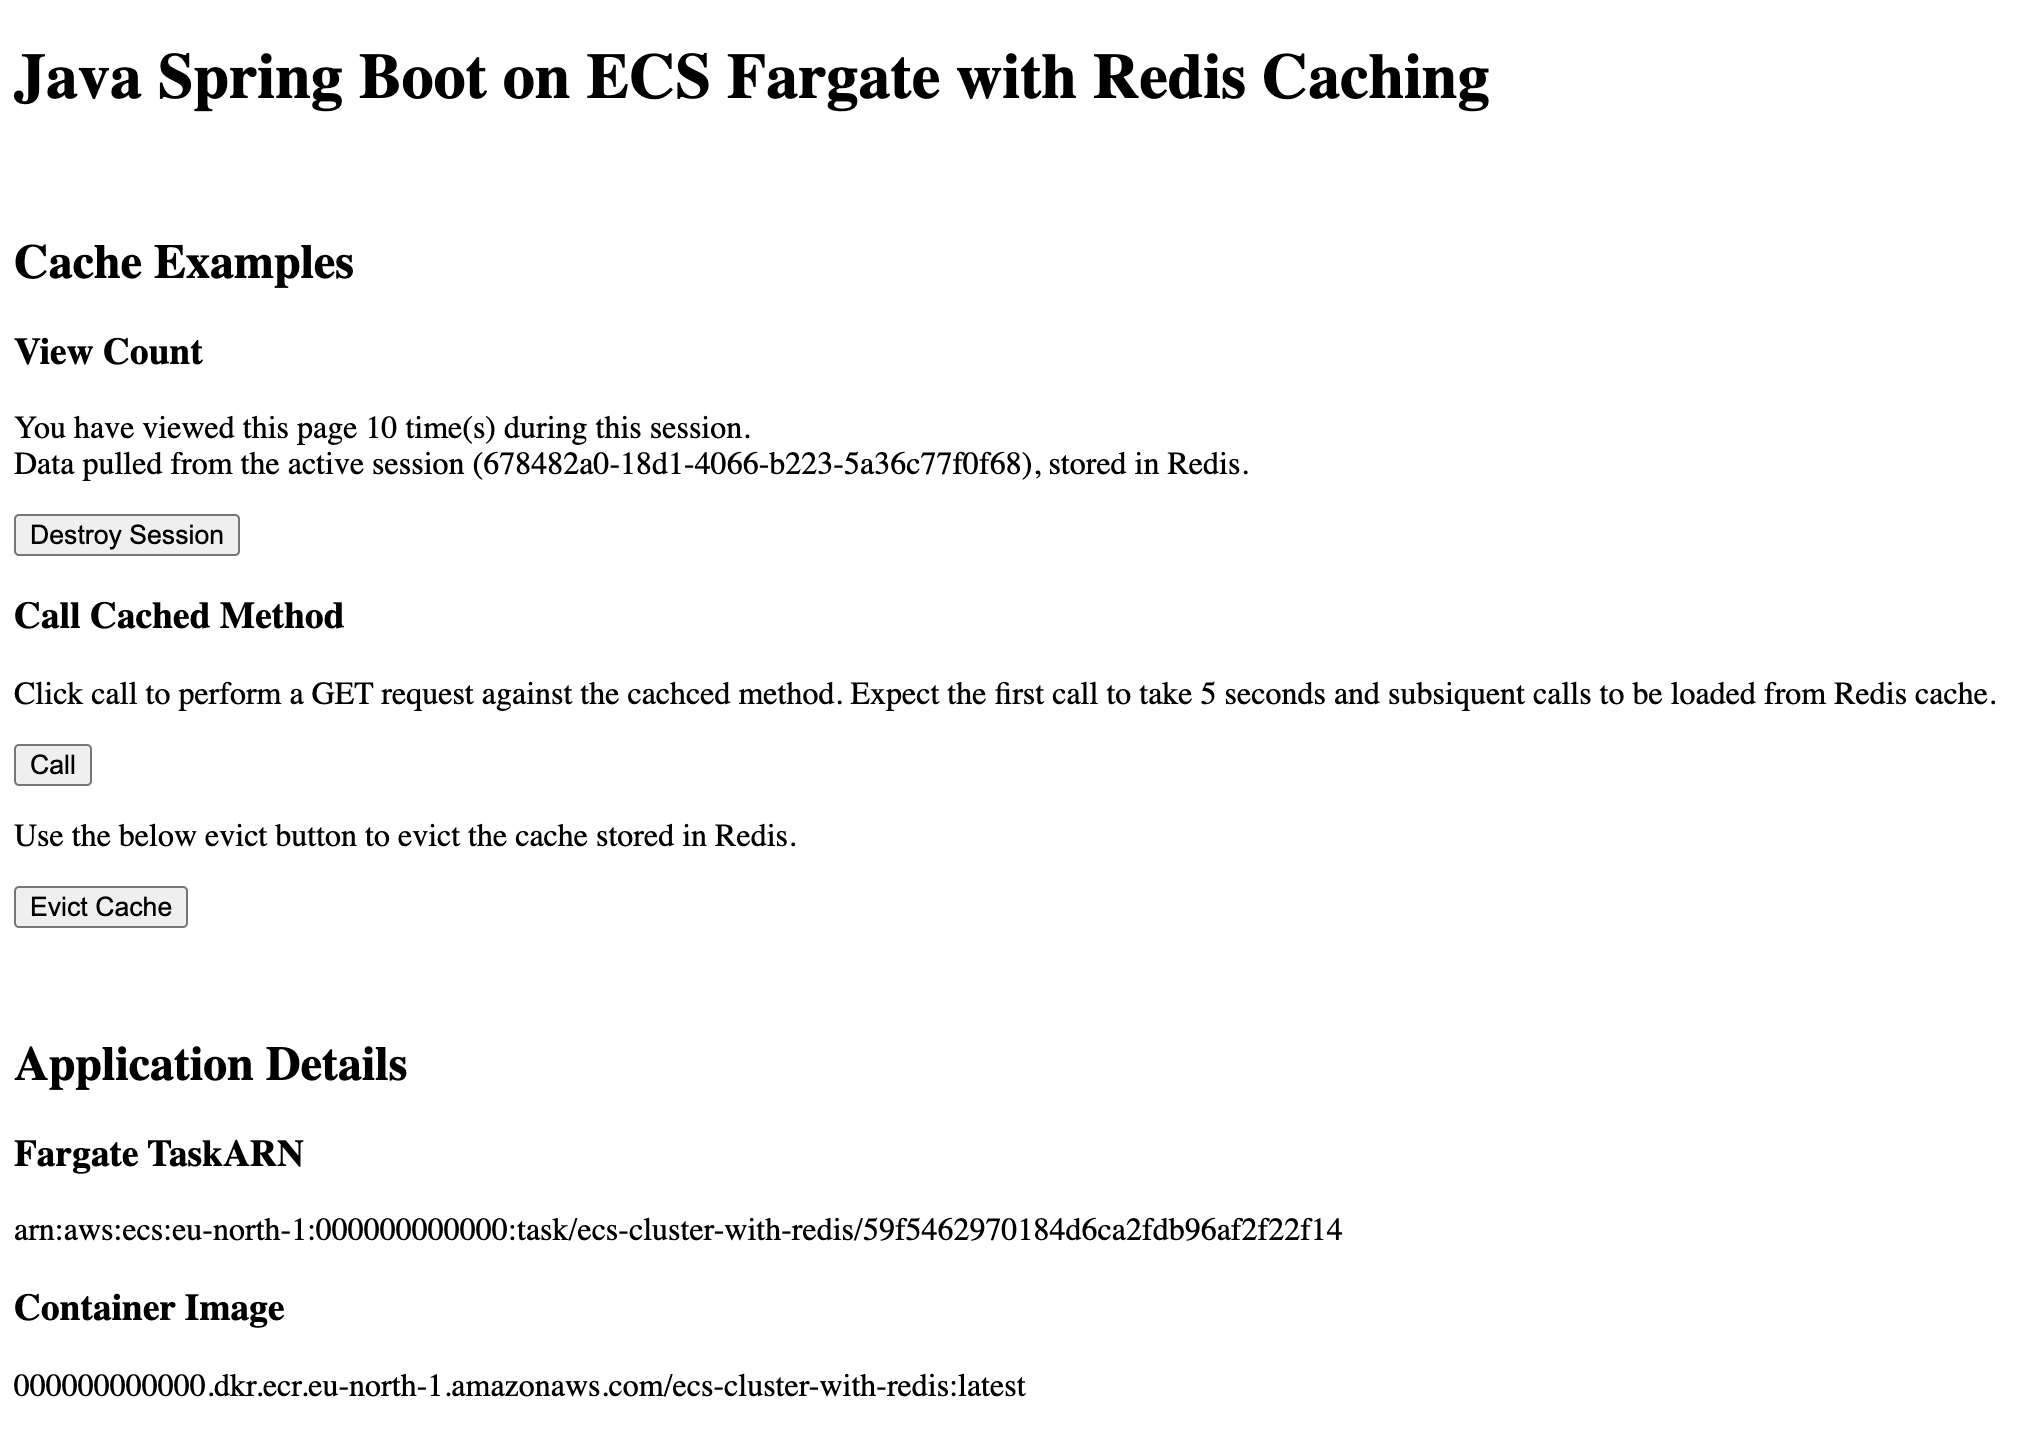 Java Spring Boot on ECS Fargate with Redis Caching
Cache Examples
View Count
You have viewed this page 10 time(s) during this session.
Data pulled from the active session (678482a0-18d1-4066-b223-5a36c77f0f68), stored in Redis.
Destroy Session
Call Cached Method
Click call to perform a GET request against the cachced method. Expect the first call to take 5 seconds and subsiquent calls to be loaded from Redis cache.
Call
Use the below evict button to evict the cache stored in Redis.
Evict Cache
Application Details
Fargate TaskARN
arn:aws:ecs:eu-north-1:000000000000:task/ecs-cluster-with-redis/59f5462970184d6ca2fdb96af2f22f14
Container Image
000000000000.dkr.ecr.eu-north-1.amazonaws.com/ecs-cluster-with-redis:latest